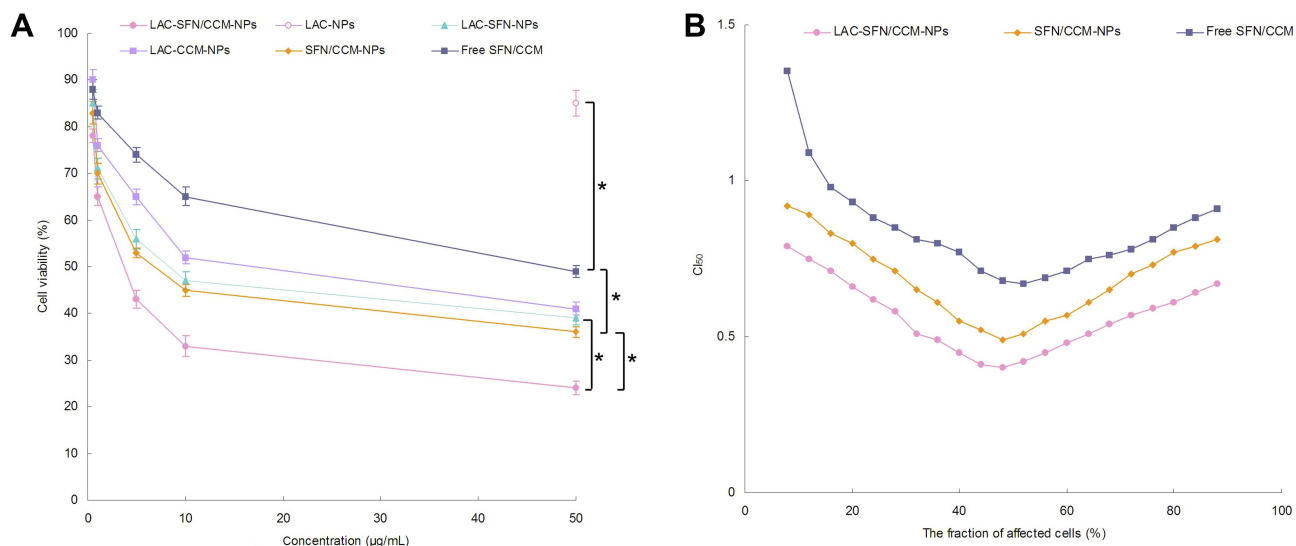 A
LAC-SFN/CCM-NPs
LAC-NPs
LAC-SFN-NPs
LAC-CCM-NPs
SFN/CCM-NPs
Free SFN/CCM
Cell viability (%)
100
90
80
70
60
50
40
30
20
10
0
0
10
20
30
40
50
Concentration (µg/mL)
*
*
*
*
B
LAC-SFN/CCM-NPs
SFN/CCM-NPs
Free SFN/CCM
CI₅₀
1.5
1
0.5
0
0
20
40
60
80
100
The fraction of affected cells (%)